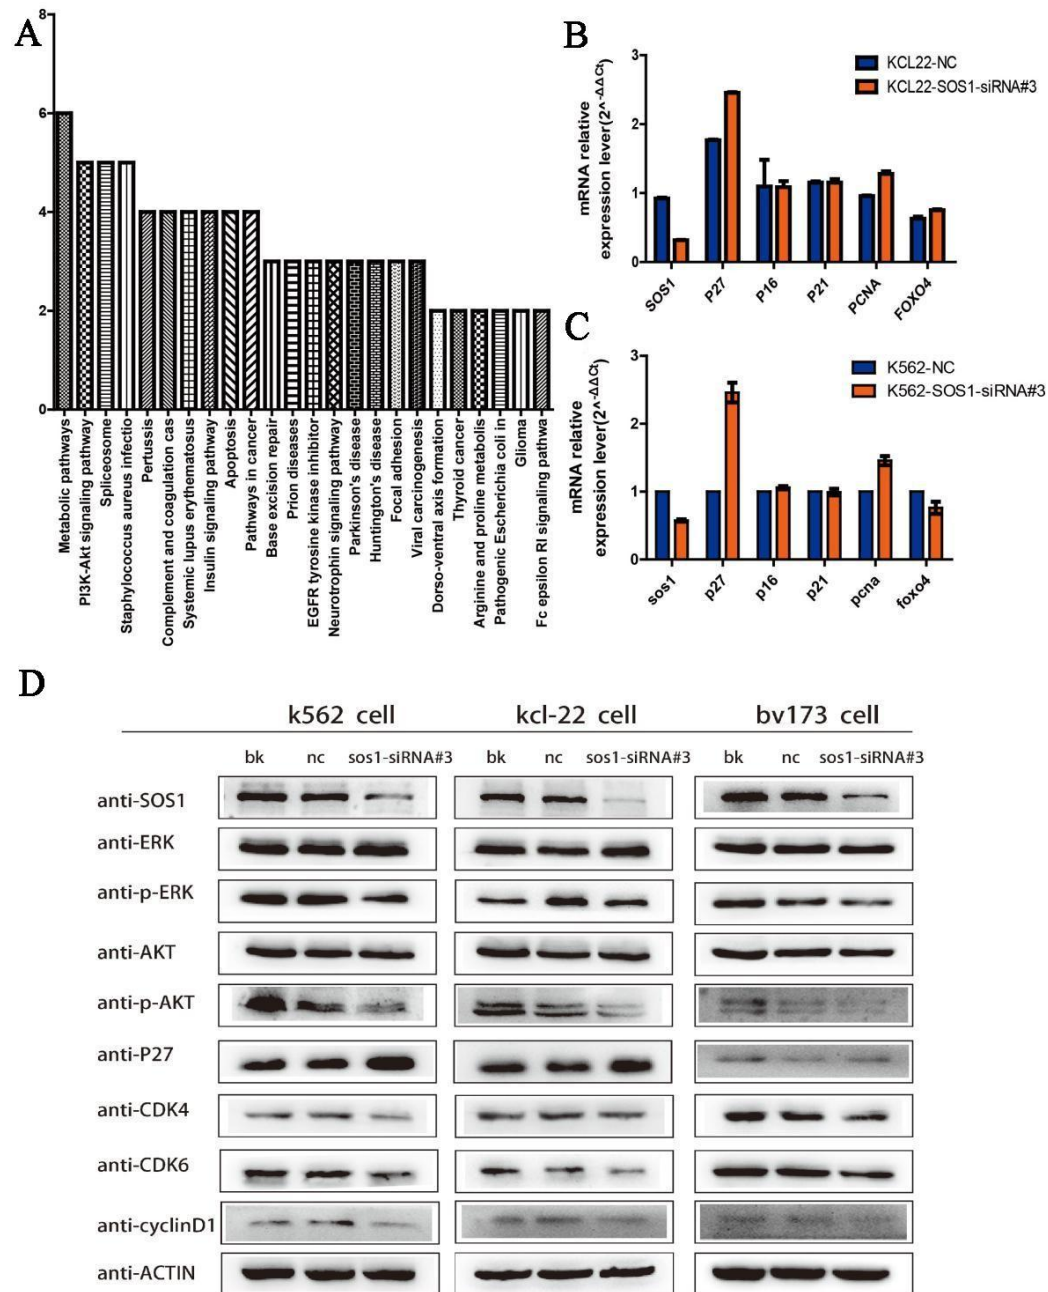 A
8
6
4
2
0
Metabolic pathways
PI3K-Akt signaling pathway
Spliceosome
Staphylococcus aureus infectio
Pertussis
Complement and coagulation cas
Systemic lupus erythematosus
Insulin signaling pathway
Apoptosis
Pathways in cancer
Base excision repair
Prion diseases
EGFR tyrosine kinase inhibitor
Neurotrophin signaling pathway
Parkinson's disease
Huntington's disease
Focal adhesion
Viral carcinogenesis
Dorso-ventral axis formation
Thyroid cancer
Arginine and proline metabolis
Pathogenic Escherichia coli in
Glioma
Fc epsilon RI signaling pathwa
B
mRNA relative
expression lever(2^-ΔΔCt)
3
2
1
0
KCL22-NC
KCL22-SOS1-siRNA#3
SOS1
P27
P16
P21
PCNA
FOXO4
C
mRNA relative
expression lever(2^-ΔΔCt)
3
2
1
0
K562-NC
K562-SOS1-siRNA#3
sos1
p27
p16
p21
pcna
foxo4
D
k562 cell kcl-22 cell bv173 cell
bk nc sos1-siRNA#3 bk nc sos1-siRNA#3 bk nc sos1-siRNA#3
anti-SOS1
anti-ERK
anti-p-ERK
anti-AKT
anti-p-AKT
anti-P27
anti-CDK4
anti-CDK6
anti-cyclinD1
anti-ACTIN